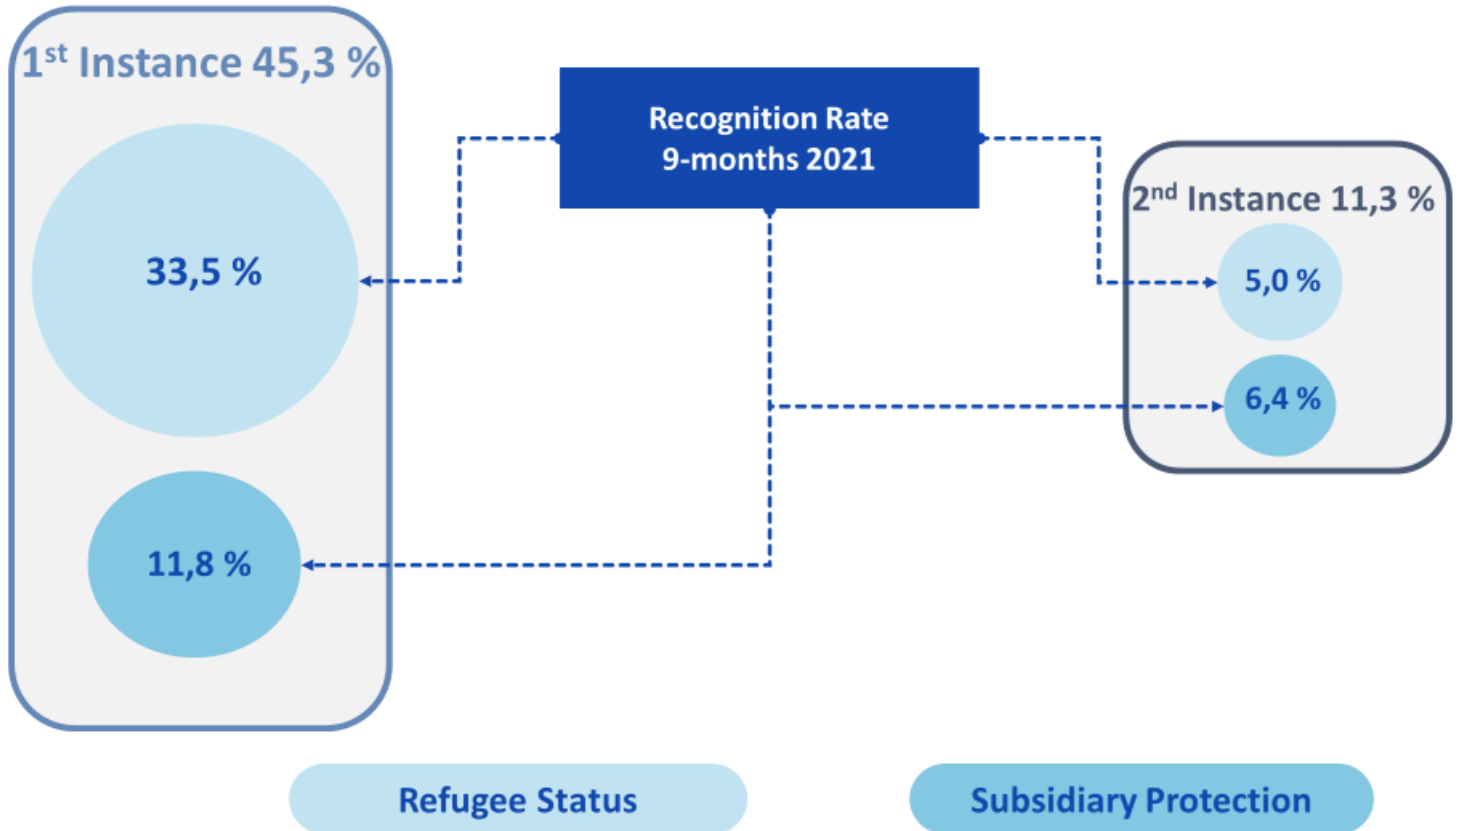 1st Instance 45,3 %
33,5 %
11,8 %
Recognition Rate
9-months 2021
2nd Instance 11,3 %
5,0 %
6,4 %
Refugee Status
Subsidiary Protection